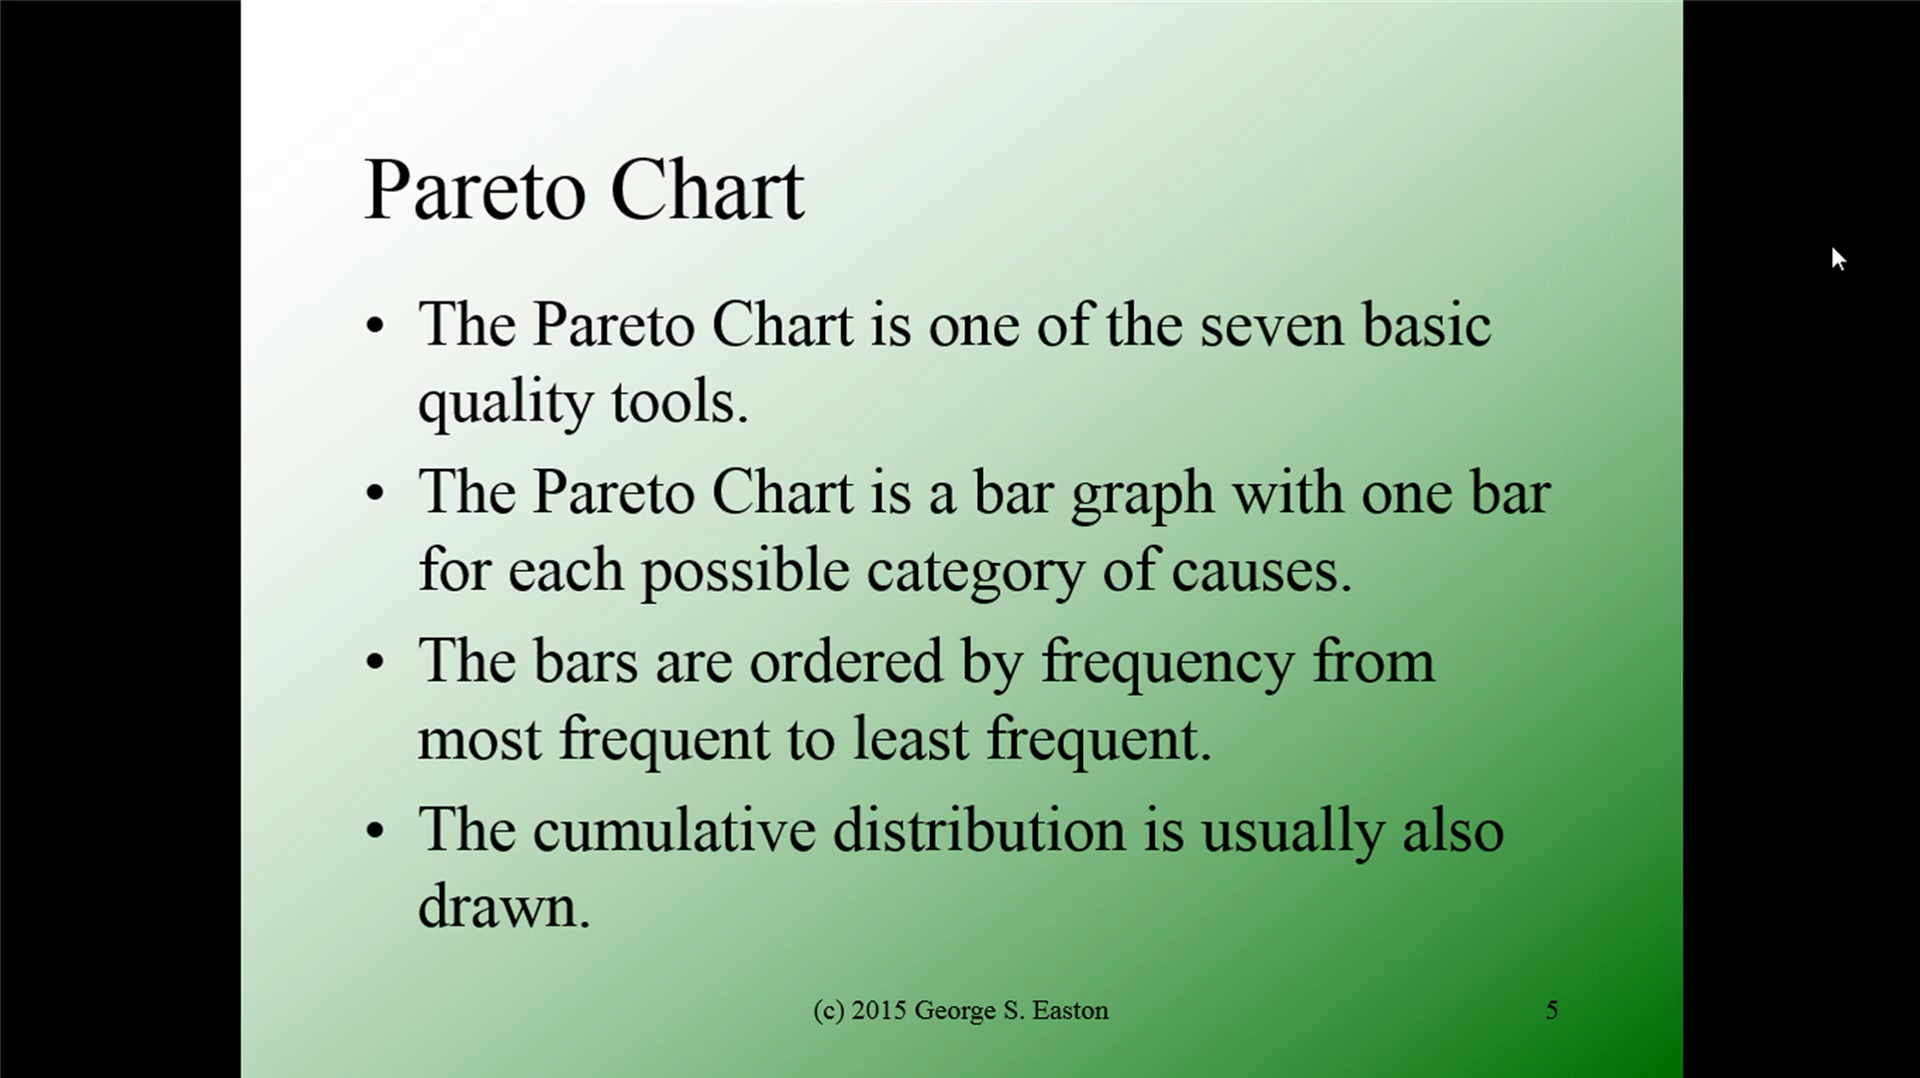 Pareto Chart
• The Pareto Chart is one of the seven basic
quality tools.
• The Pareto Chart is a bar graph with one bar
for each possible category of causes.
• The bars are ordered by frequency from
most frequent to least frequent.
• The cumulative distribution is usually also
drawn.
(c) 2015 George S. Easton
5